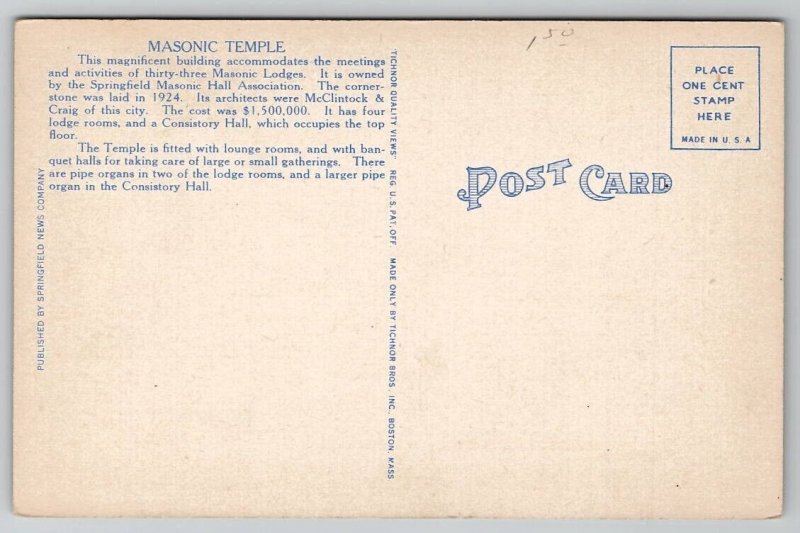 MASONIC TEMPLE
This magnificent building accommodates the meetings
and activities of thirty-three Masonic Lodges. It is owned
by the Springfield Masonic Hall Association. The corner-
stone was laid in 1924. Its architects were McClintock &
Craig of this city. The cost was $1,500,000. It has four
lodge rooms, and a Consistory Hall, which occupies the top
floor.
The Temple is fitted with lounge rooms, and with ban-
quet halls for taking care of large or small gatherings. There
are pipe organs in two of the lodge rooms, and a larger pipe
organ in the Consistory Hall.
PUBLISHED BY SPRINGFIELD NEWS COMPANY
TICHNOR QUALITY VIEWS' REG. U.S. PAT. OFF. MADE ONLY BY TICHNOR BROS. INC. BOSTON, MASS
1 50
POST CARD
PLACE
ONE CENT
STAMP
HERE
MADE IN U. S. A